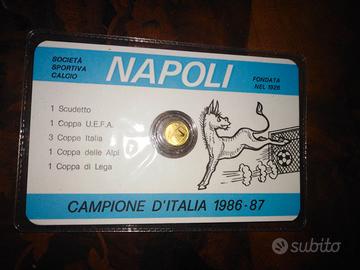 SOCIETÀ
SPORTIVA
CALCIO
NAPOLI
FONDATA
NEL 1926
1 Scudetto
1 Coppa U.E.F.A.
3 Coppe Italia
1 Coppa delle Alpi
1 Coppa di Lega
CAMPIONE D'ITALIA 1986-87
subito